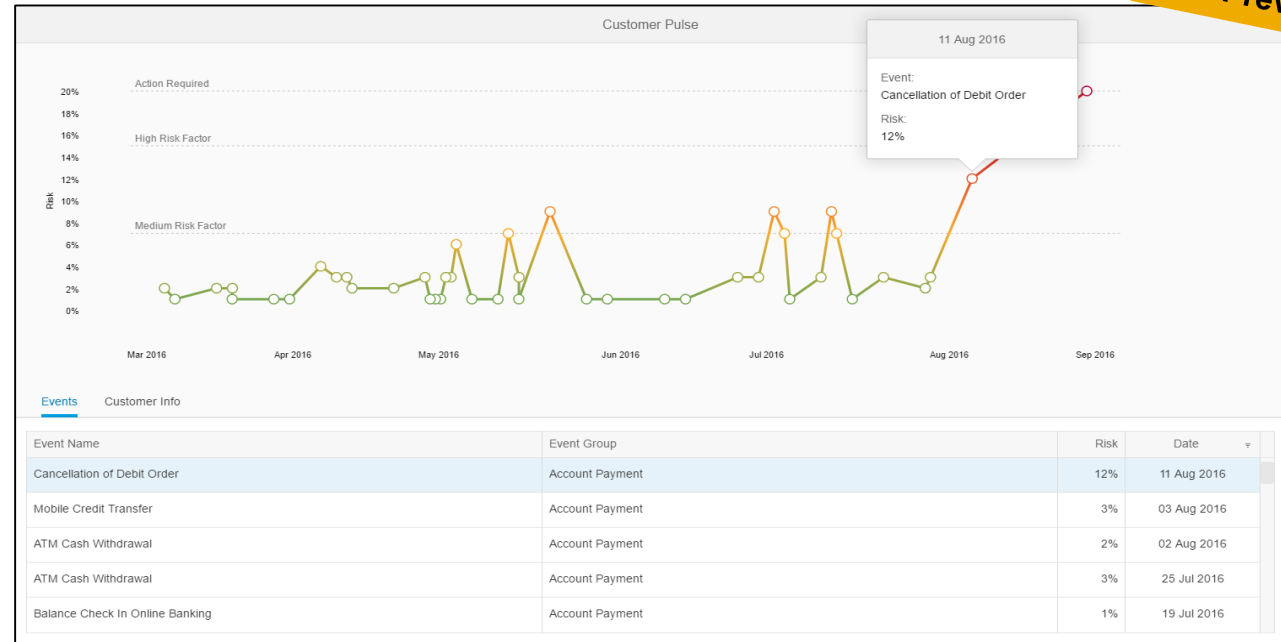 Customer Pulse
11 Aug 2016
Event:
Cancellation of Debit Order
Risk:
12%
Action Required
High Risk Factor
Medium Risk Factor
Risk
20%
18%
16%
14%
12%
10%
8%
6%
4%
2%
0%
Mar 2016 Apr 2016 May 2016 Jun 2016 Jul 2016 Aug 2016 Sep 2016
Events Customer Info
Event Name Event Group Risk Date
Cancellation of Debit Order Account Payment 12% 11 Aug 2016
Mobile Credit Transfer Account Payment 3% 03 Aug 2016
ATM Cash Withdrawal Account Payment 2% 02 Aug 2016
ATM Cash Withdrawal Account Payment 3% 25 Jul 2016
Balance Check In Online Banking Account Payment 1% 19 Jul 2016